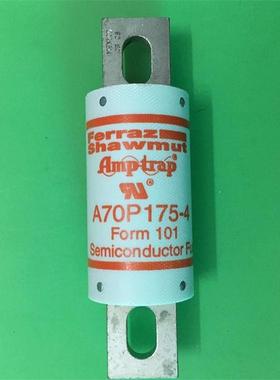 Ferraz
Shawmut
Amp-trap
A70P175-4
Form 101
Semiconductor Fu